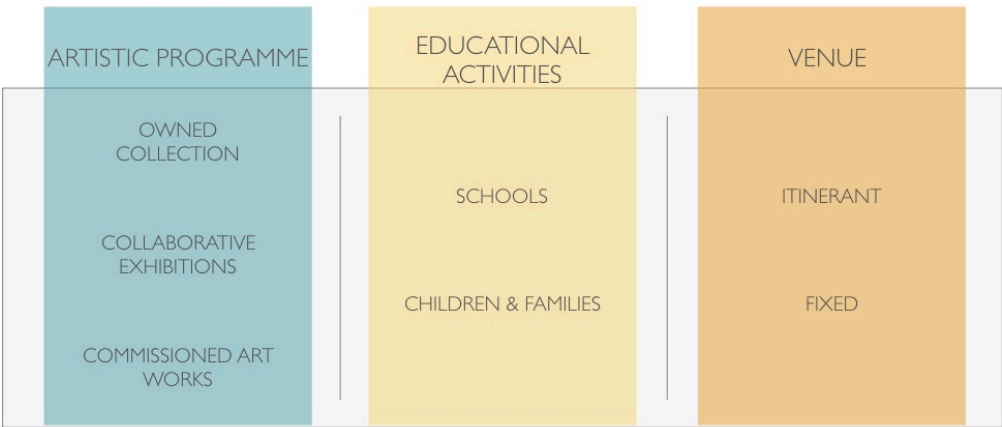 ARTISTIC PROGRAMME
OWNED
COLLECTION
COLLABORATIVE
EXHIBITIONS
COMMISSIONED ART
WORKS
EDUCATIONAL
ACTIVITIES
SCHOOLS
CHILDREN & FAMILIES
VENUE
ITINERANT
FIXED